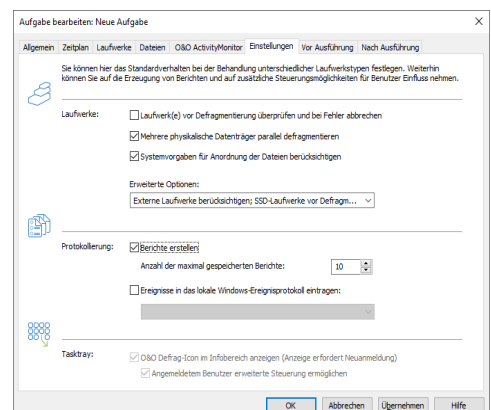 Aufgabe bearbeiten: Neue Aufgabe
Allgemein Zeitplan Laufwerke Dateien O&O ActivityMonitor Einstellungen Vor Ausführung Nach Ausführung
Sie können hier das Standardverhalten bei der Behandlung unterschiedlicher Laufwerkstypen festlegen. Weiterhin
können Sie auf die Erzeugung von Berichten und auf zusätzliche Steuerungsmöglichkeiten für Benutzer Einfluss nehmen.
Laufwerke: Laufwerk(e) vor Defragmentierung überprüfen und bei Fehler abbrechen
Mehrere physikalische Datenträger parallel defragmentieren
Systemvorgaben für Anordnung der Dateien berücksichtigen
Erweiterte Optionen:
Externe Laufwerke berücksichtigen; SSD-Laufwerke vor Defragm...
Protokollierung: Berichte erstellen
Anzahl der maximal gespeicherten Berichte: 10
Ereignisse in das lokale Windows-Ereignisprotokoll eintragen:
Tasktray: O&O Defrag-Icon im Infobereich anzeigen (Anzeige erfordert Neuanmeldung)
Angemeldetem Benutzer erweiterte Steuerung ermöglichen
OK Abbrechen Übernehmen Hilfe